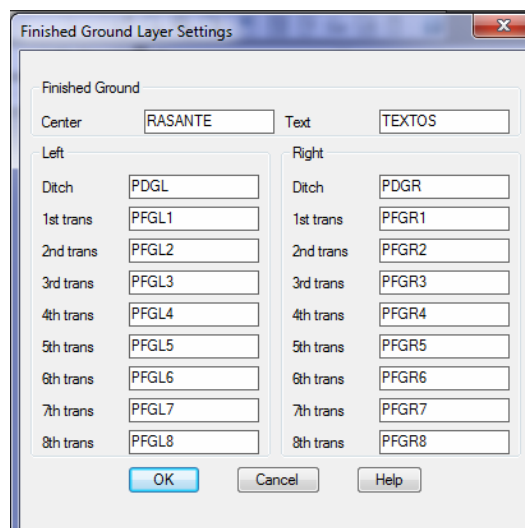 Finished Ground Layer Settings
Finished Ground
Center RASANTE Text TEXTOS
Left Right
Ditch PDGL Ditch PDGR
1st trans PFGL1 1st trans PFGR1
2nd trans PFGL2 2nd trans PFGR2
3rd trans PFGL3 3rd trans PFGR3
4th trans PFGL4 4th trans PFGR4
5th trans PFGL5 5th trans PFGR5
6th trans PFGL6 6th trans PFGR6
7th trans PFGL7 7th trans PFGR7
8th trans PFGL8 8th trans PFGR8
OK Cancel Help